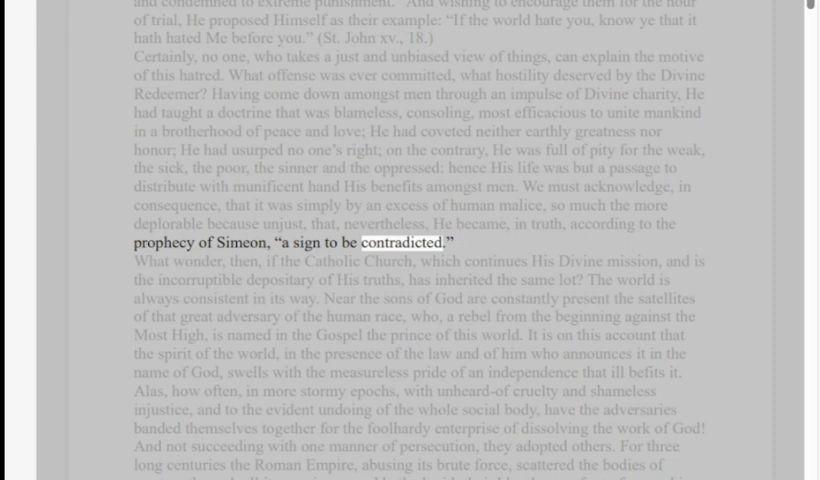 and condemned to extreme punishment." And wishing to encourage them for the hour
of trial, He proposed Himself as their example: “If the world hate you, know ye that it
hath hated Me before you.” (St. John xv., 18.)
Certainly, no one, who takes a just and unbiased view of things, can explain the motive
of this hatred. What offense was ever committed, what hostility deserved by the Divine
Redeemer? Having come down amongst men through an impulse of Divine charity, He
had taught a doctrine that was blameless, consoling, most efficacious to unite mankind
in a brotherhood of peace and love; He had coveted neither earthly greatness nor
honor; He had usurped no one’s right; on the contrary, He was full of pity for the weak,
the sick, the poor, the sinner and the oppressed: hence His life was but a passage to
distribute with munificent hand His benefits amongst men. We must acknowledge, in
consequence, that it was simply by an excess of human malice, so much the more
deplorable because unjust, that, nevertheless, He became, in truth, according to the
prophecy of Simeon, “a sign to be contradicted.”
What wonder, then, if the Catholic Church, which continues His Divine mission, and is
the incorruptible depositary of His truths, has inherited the same lot? The world is
always consistent in its way. Near the sons of God are constantly present the satellites
of that great adversary of the human race, who, a rebel from the beginning against the
Most High, is named in the Gospel the prince of this world. It is on this account that
the spirit of the world, in the presence of the law and of him who announces it in the
name of God, swells with the measureless pride of an independence that ill befits it.
Alas, how often, in more stormy epochs, with unheard-of cruelty and shameless
injustice, and to the evident undoing of the whole social body, have the adversaries
banded themselves together for the foolhardy enterprise of dissolving the work of God!
And not succeeding with one manner of persecution, they adopted others. For three
long centuries the Roman Empire, abusing its brute force, scattered the bodies of